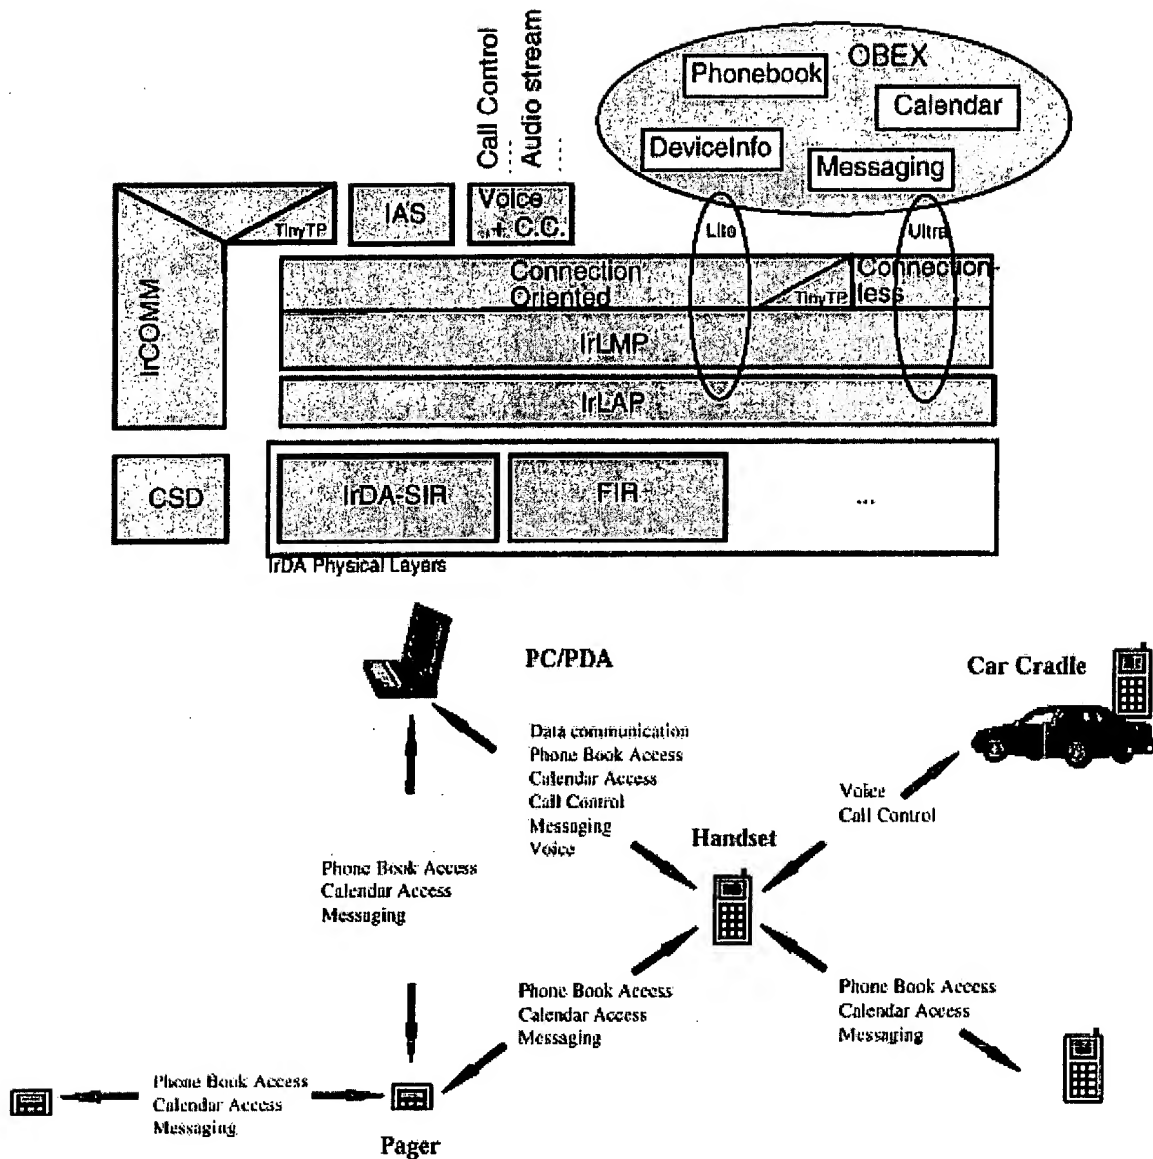 Call Control
Audio stream
OBEX
Phonebook
Calendar
DeviceInfo
Messaging
TinyTP
IAS
Voice
+ C.C.
Lite
Ultra
Connection
Oriented
TinyTP
Connection-
less
IrCOMM
IrLMP
IrLAP
CSD
IrDA-SIR
FIR
...
IrDA Physical Layers
PC/PDA
Car Cradle
Data communication
Phone Book Access
Calendar Access
Call Control
Messaging
Voice
Voice
Call Control
Handset
Phone Book Access
Calendar Access
Messaging
Phone Book Access
Calendar Access
Messaging
Phone Book Access
Calendar Access
Messaging
Phone Book Access
Calendar Access
Messaging
Pager